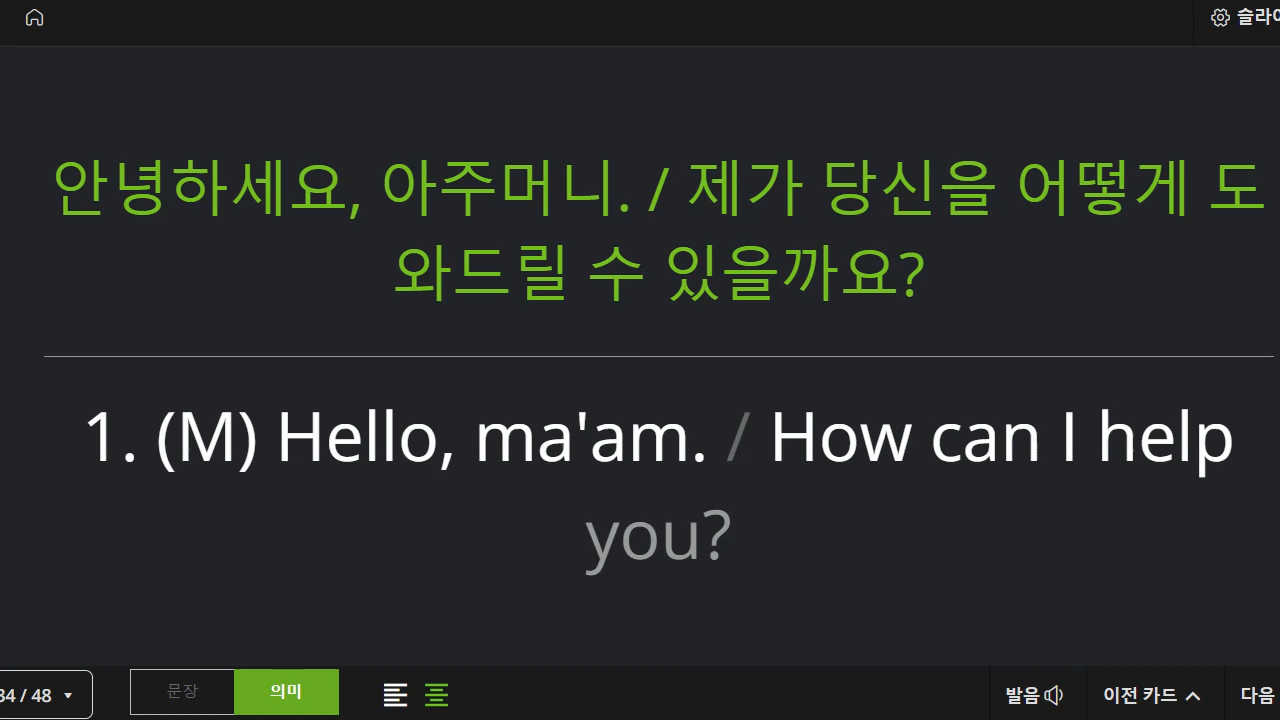 슬라이
안녕하세요, 아주머니. / 제가 당신을 어떻게 도
와드릴 수 있을까요?
1. (M) Hello, ma'am. / How can I help
you?
34 / 48
문장
의미
발음
이전 카드
다음